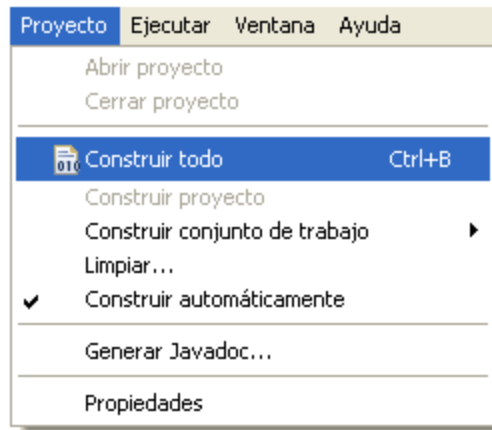 Proyecto Ejecutar Ventana Ayuda
Abrir proyecto
Cerrar proyecto
Construir todo Ctrl+B
Construir proyecto
Construir conjunto de trabajo
Limpiar...
Construir automáticamente
Generar Javadoc...
Propiedades